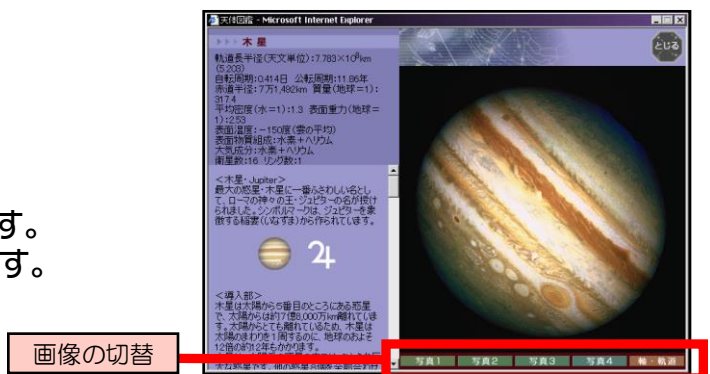 天体図鑑 - Microsoft Internet Explorer
木星
とじる
軌道長半径(天文単位):7.783×10⁸km
(5.203)
自転周期:0.414日 公転周期:11.86年
赤道半径:7万1,492km 質量(地球=1):
317.4
平均密度(水=1):1.3 表面重力(地球=
1):2.53
表面温度:-150度(雲の平均)
表面物質組成:水素+ヘリウム
大気成分:水素+ヘリウム
衛星数:16 リング数:1
<木星・Jupiter>
最大の惑星・木星に一番ふさわしい名とし
て、ローマの神々の王・ジュピターの名が授け
られました。シンボルマークは、ジュピターを象
徴する稲妻(いなずま)から作られています。
す。
す。
<導入部>
木星は太陽から5番目のところにある惑星
で、太陽からは約7億8,000万km離れていま
す。太陽からとても離れているため、木星は
太陽のまわりを1周するのに、地球のおよそ
12倍の約12年もかかります。
画像の切替
写真1 写真2 写真3 写真4 軸・軌道